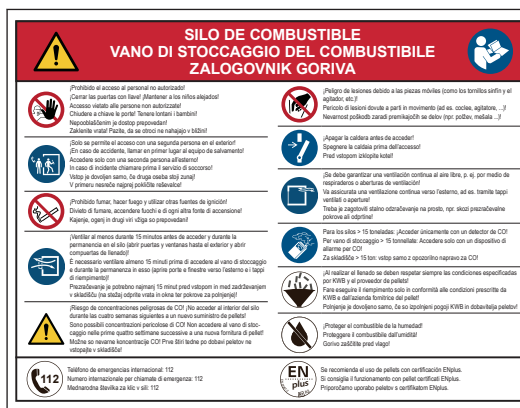 SILO DE COMBUSTIBLE
VANO DI STOCCAGGIO DEL COMBUSTIBILE
ZALOGOVNIK GORIVA
¡Prohibido el acceso al personal no autorizado!
¡Cerrar las puertas con llave! ¡Mantener a los niños alejados!
Accesso vietato alle persone non autorizzate!
Chiudere a chiave le porte! Tenere lontani i bambini!
Nepooblaščenim je dostop prepovedan!
Zaklenite vrata! Pazite, da se otroci ne nahajajo v bližini!
¡Solo se permite el acceso con una segunda persona en el exterior!
¡En caso de accidente, llamar en primer lugar al equipo de salvamento!
Accedere solo con una seconda persona all'esterno!
In caso di incidente chiamare prima il servizio di soccorso!
Vstop je dovoljen samo, če druga oseba stoji zunaj!
V primeru nesreče najprej pokličite reševalce!
¡Prohibido fumar, hacer fuego y utilizar otras fuentes de ignición!
Divieto di fumare, accendere fuochi e di ogni altra fonte di accensione!
Kajenje, ogenj in drugi viri vžiga so prepovedani!
¡Ventilar al menos durante 15 minutos antes de acceder y durante la
permanencia en el silo (abrir puertas y ventanas hasta el exterior y abrir
compuertas de llenado)!
È necessario ventilare almeno 15 minuti prima di accedere al vano di stoccaggio
e durante la permanenza in esso (aprire porte e finestre verso l'esterno e i tappi
di riempimento)!
Prezračevanje je potrebno najmanj 15 minut pred vstopom in med zadrževanjem
v skladišču (na stežaj odprite vrata in okna ter pokrove za polnjenje)!
¡Riesgo de concentraciones peligrosas de CO! ¡No acceder al interior del silo
durante las cuatro semanas siguientes a un nuevo suministro de pellets!
Sono possibili concentrazioni pericolose di CO! Non accedere al vano di stoc-
caggio nelle prime quattro settimane successive a una nuova fornitura di pellet!
Možne so nevarne koncentracije CO! Prve štiri tedne po dobavi peletov ne
vstopajte v skladišče!
112
Teléfono de emergencias internacional: 112
Numero internazionale per chiamate di emergenza: 112
Mednarodna številka za klic v sili: 112
¡Peligro de lesiones debido a las piezas móviles (como los tornillos sinfín y el
agitador, etc.)!
Pericolo di lesioni dovute a parti in movimento (ad es. coclee, agitatore, ...)!
Nevarnost poškodb zaradi premikajočih se delov (npr. polžev, mešala ...)!
¡Apagar la caldera antes de acceder!
Spegnere la caldaia prima dell'accesso!
Pred vstopom izklopite kotel!
¡Se debe garantizar una ventilación continua al aire libre, p. ej. por medio de
respiraderos o aberturas de ventilación!
Va assicurata una ventilazione continua verso l'esterno, ad es. tramite tappi
ventilati o aperture!
Treba je zagotoviti stalno odzračevanje na prosto, npr. skozi prezračevalne
pokrove ali odprtine!
Para los silos > 15 toneladas: ¡Acceder únicamente con un detector de CO!
Per vano di stoccaggio > 15 tonnellate: Accedere solo con un dispositivo di
allarme per CO!
Za skladišče > 15 ton: vstop samo z opozorilno napravo za CO!
¡Al realizar el llenado se deben respetar siempre las condiciones especificadas
por KWB y el proveedor de pellets!
Fare eseguire il riempimento solo in conformità alle condizioni prescritte da
KWB e dall'azienda fornitrice del pellet!
Polnjenje je dovoljeno samo, če so izpolnjeni pogoji KWB in dobavitelja peletov!
¡Proteger el combustible de la humedad!
Proteggere il combustibile dall'umidità!
Gorivo zaščitite pred vlago!
EN
plus
Se recomienda el uso de pellets con certificación ENplus.
Si consiglia il funzionamento con pellet certificati ENplus.
Priporočamo uporabo peletov s certifikatom ENplus.